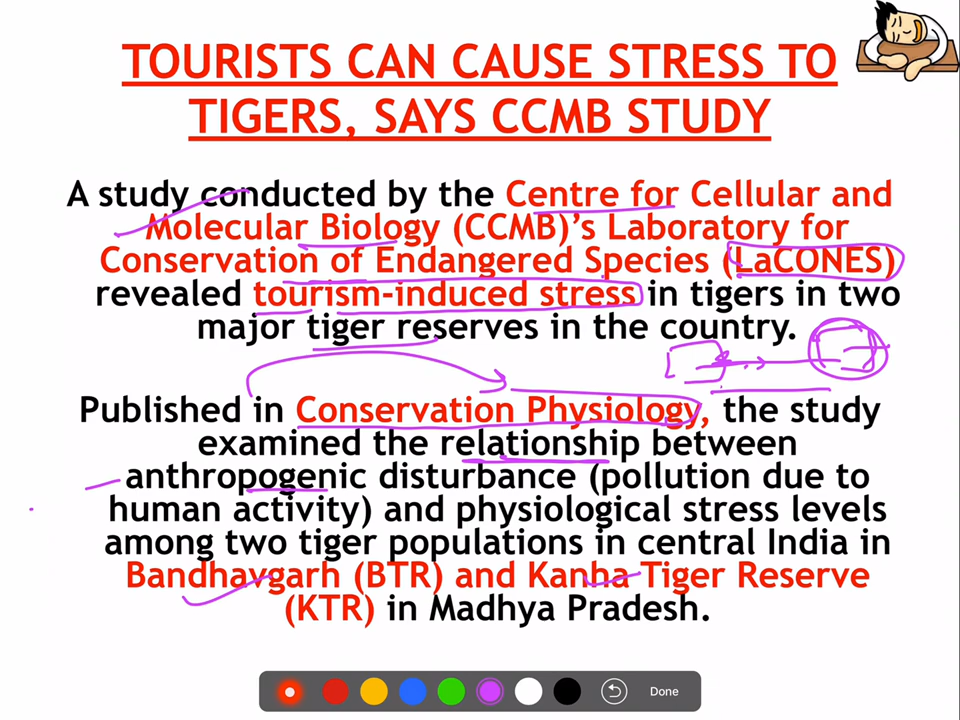 TOURISTS CAN CAUSE STRESS TO
TIGERS, SAYS CCMB STUDY
A study conducted by the Centre for Cellular and
Molecular Biology (CCMB)’s Laboratory for
Conservation of Endangered Species (LaCONES)
revealed tourism-induced stress in tigers in two
major tiger reserves in the country.
Published in Conservation Physiology, the study
examined the relationship between
anthropogenic disturbance (pollution due to
human activity) and physiological stress levels
among two tiger populations in central India in
Bandhavgarh (BTR) and Kanha Tiger Reserve
(KTR) in Madhya Pradesh.
Done